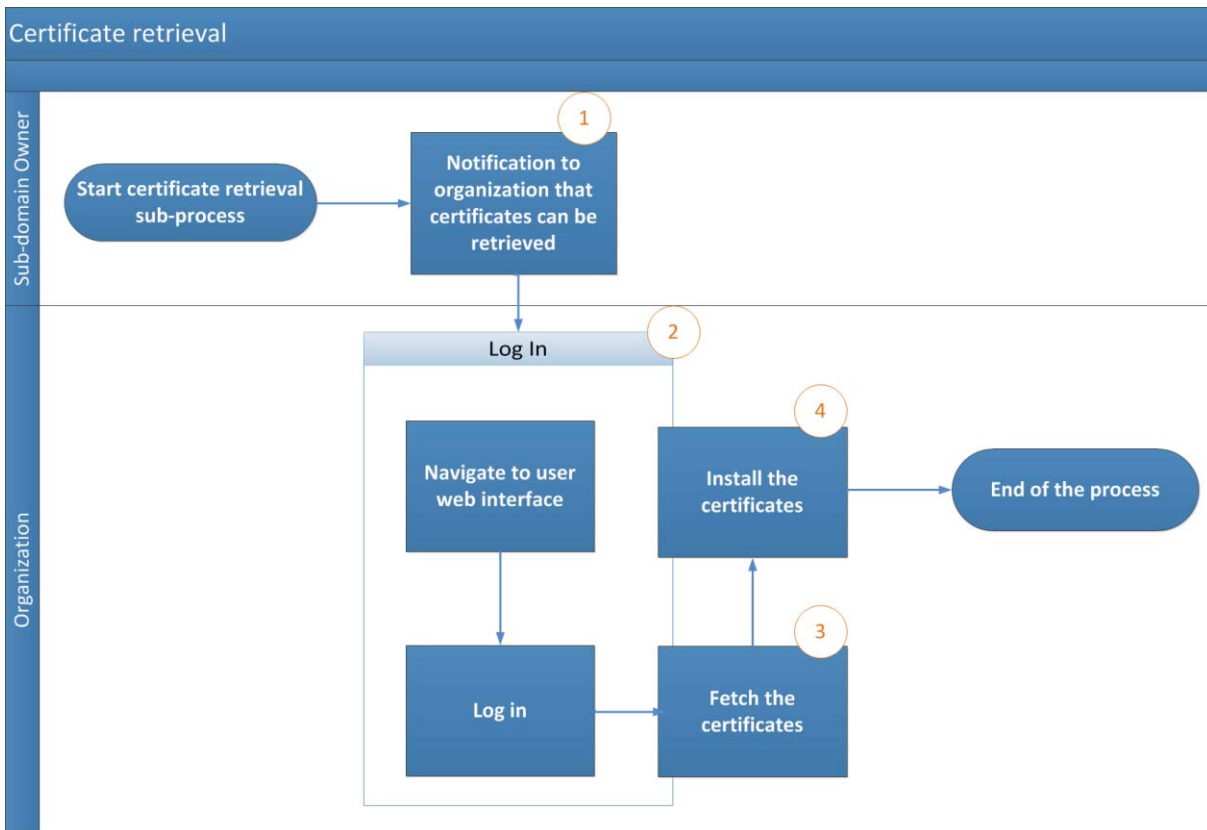 Certificate retrieval
Sub-domain Owner
1
Start certificate retrieval
sub-process
Notification to
organization that
certificates can be
retrieved
Organization
2
Log In
Navigate to user
web interface
Log in
3
Fetch the
certificates
4
Install the
certificates
End of the process